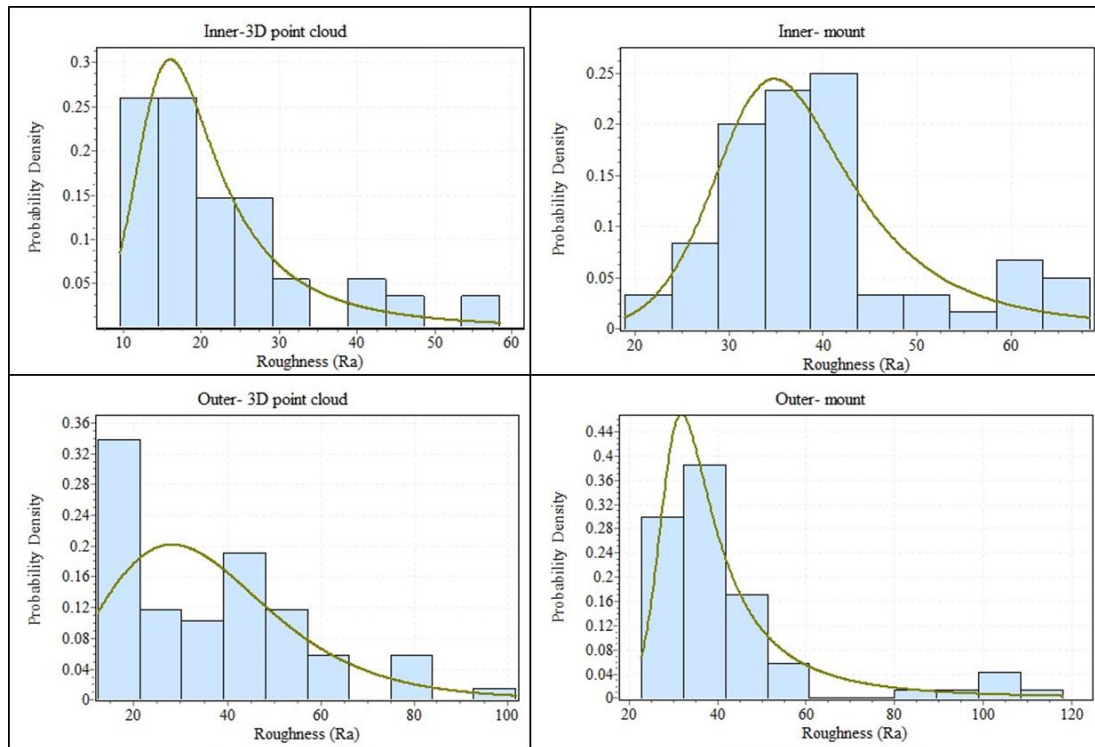 Inner-3D point cloud
0.3
0.25
0.2
0.15
0.1
0.05
Probability Density
10 20 30 40 50 60
Roughness (Ra)
Inner- mount
0.25
0.2
0.15
0.1
0.05
0
Probability Density
20 30 40 50 60
Roughness (Ra)
Outer- 3D point cloud
0.36
0.32
0.28
0.24
0.2
0.16
0.12
0.08
0.04
0
Probability Density
20 40 60 80 100
Roughness (Ra)
Outer- mount
0.44
0.4
0.36
0.32
0.28
0.24
0.2
0.16
0.12
0.08
0.04
0
Probability Density
20 40 60 80 100 120
Roughness (Ra)